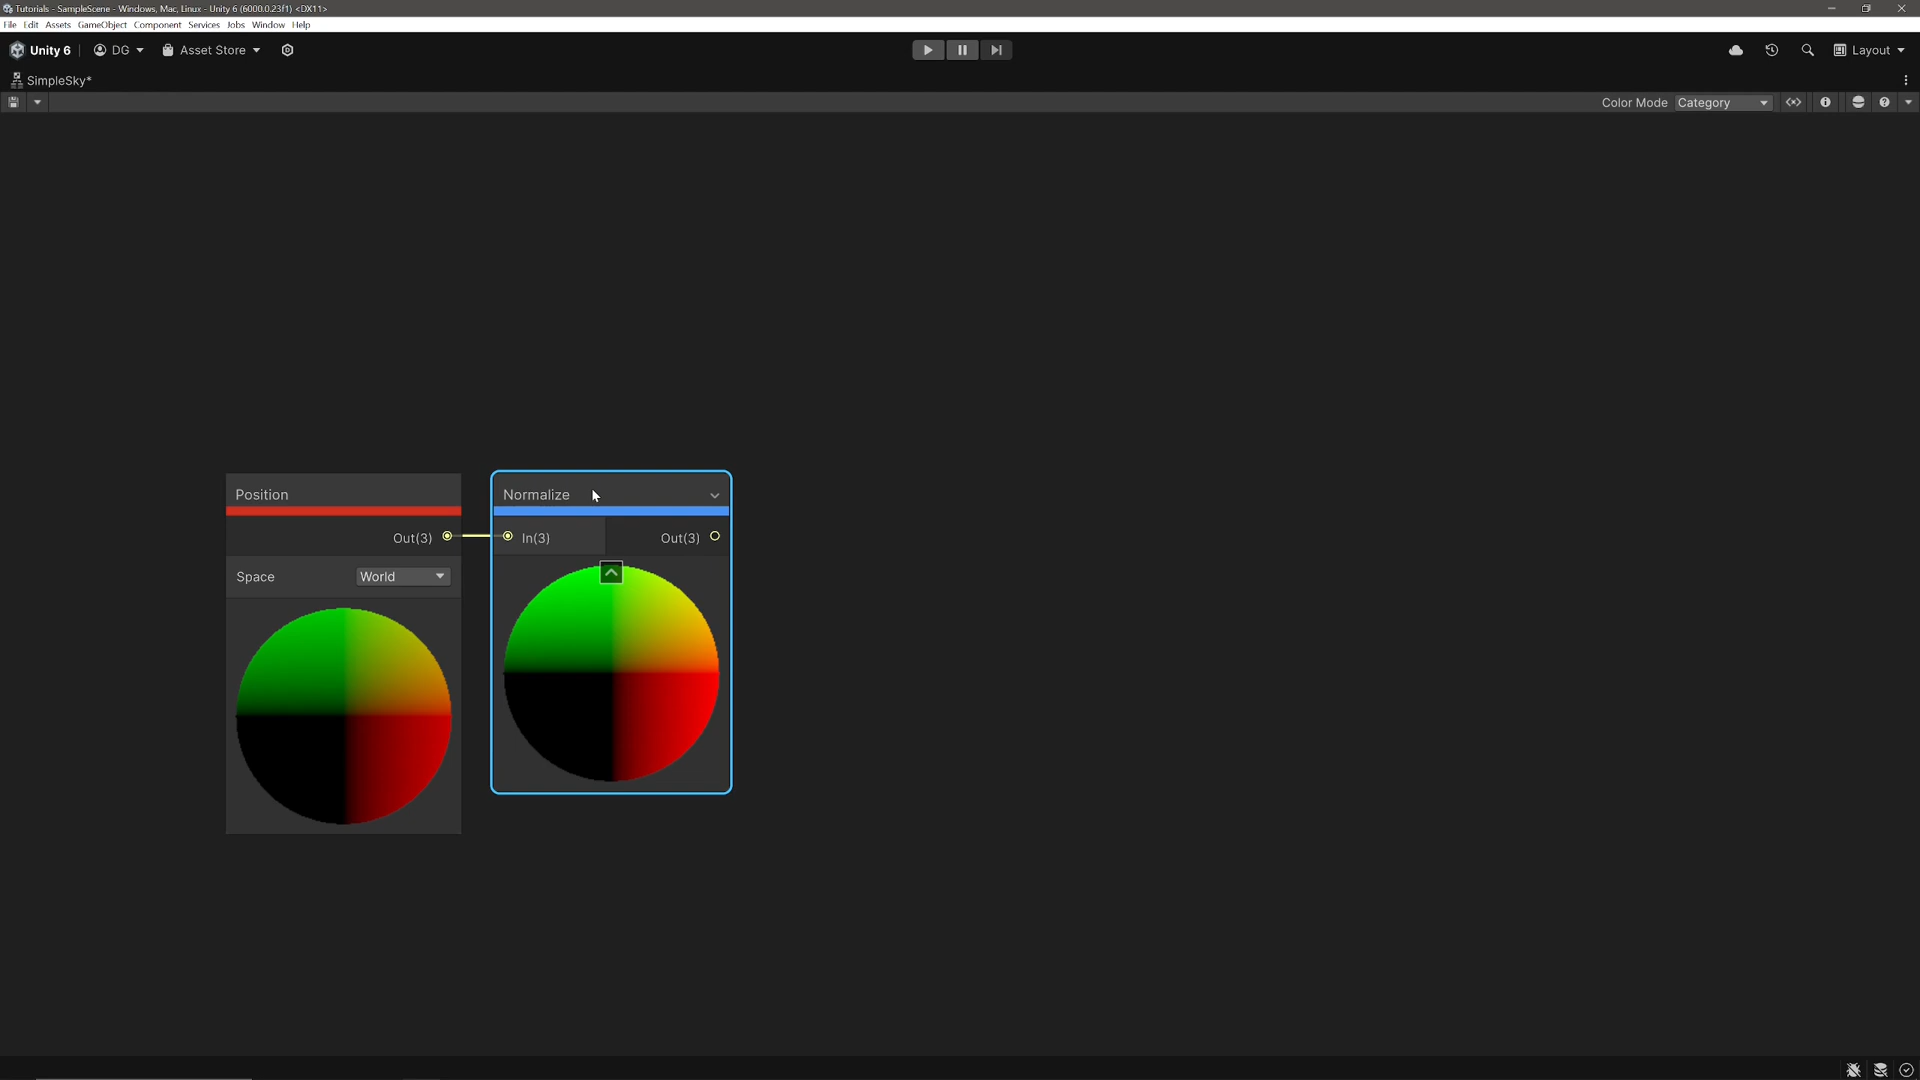 Tutorials - SampleScene - Windows, Mac, Linux - Unity 6 (6000.0.23f1) <DX11>
File Edit Assets GameObject Component Services Jobs Window Help
Unity 6 DG Asset Store Layout
SimpleSky*
Color Mode Category
Position
Out(3)
Space World
Normalize
In(3) Out(3)